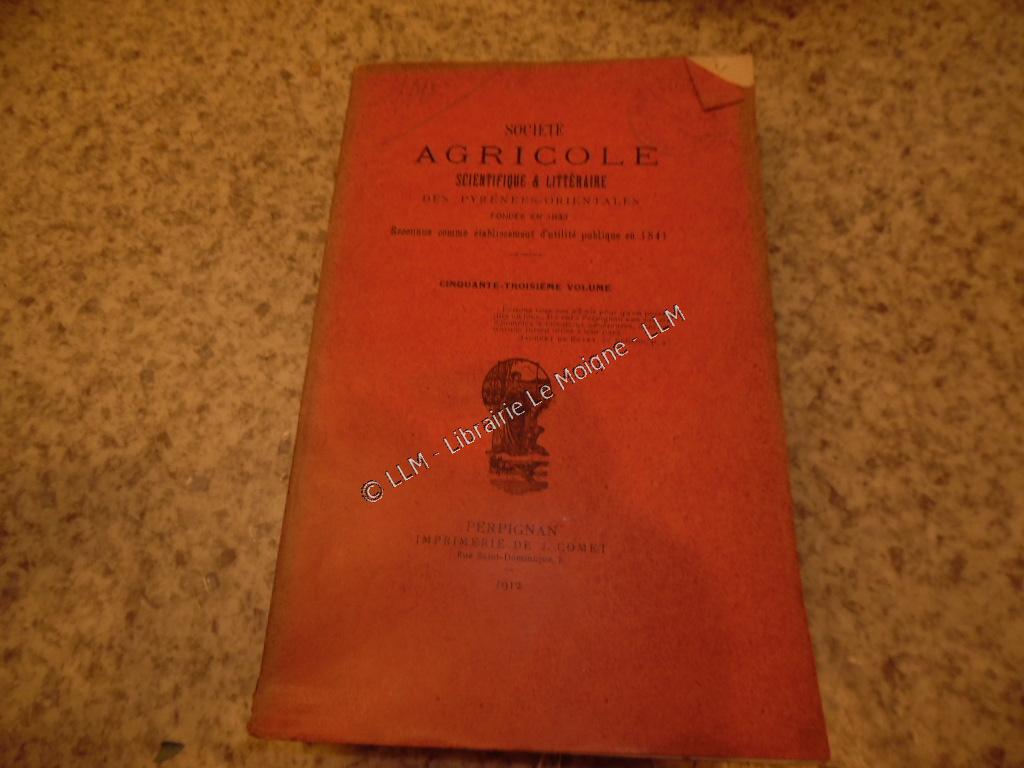 SOCIÉTÉ
AGRICOLE
SCIENTIFIQUE & LITTÉRAIRE
DES PYRÉNÉES-ORIENTALES
FONDÉE EN 1833
Reconnue comme établissement d'utilité publique en 1841
CINQUANTE-TROISIÈME VOLUME
© LLM - Librairie Le Moigne - LLM
PERPIGNAN
IMPRIMERIE DE J. COMET
Rue Saint-Dominique,
1912